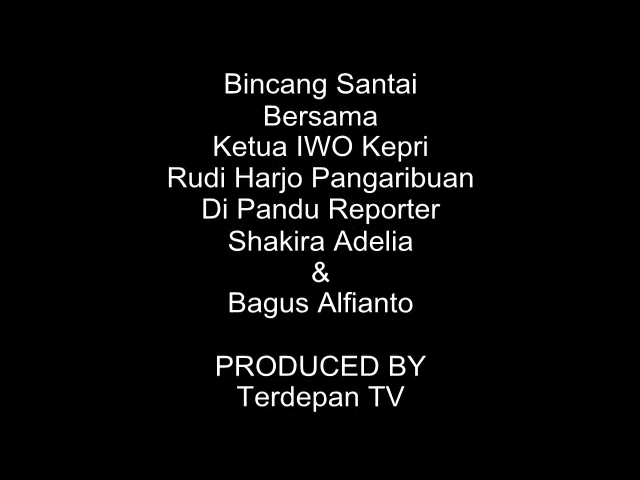 Bincang Santai
Bersama
Ketua IWO Kepri
Rudi Harjo Pangaribuan
Di Pandu Reporter
Shakira Adelia
&
Bagus Alfianto
PRODUCED BY
Terdepan TV